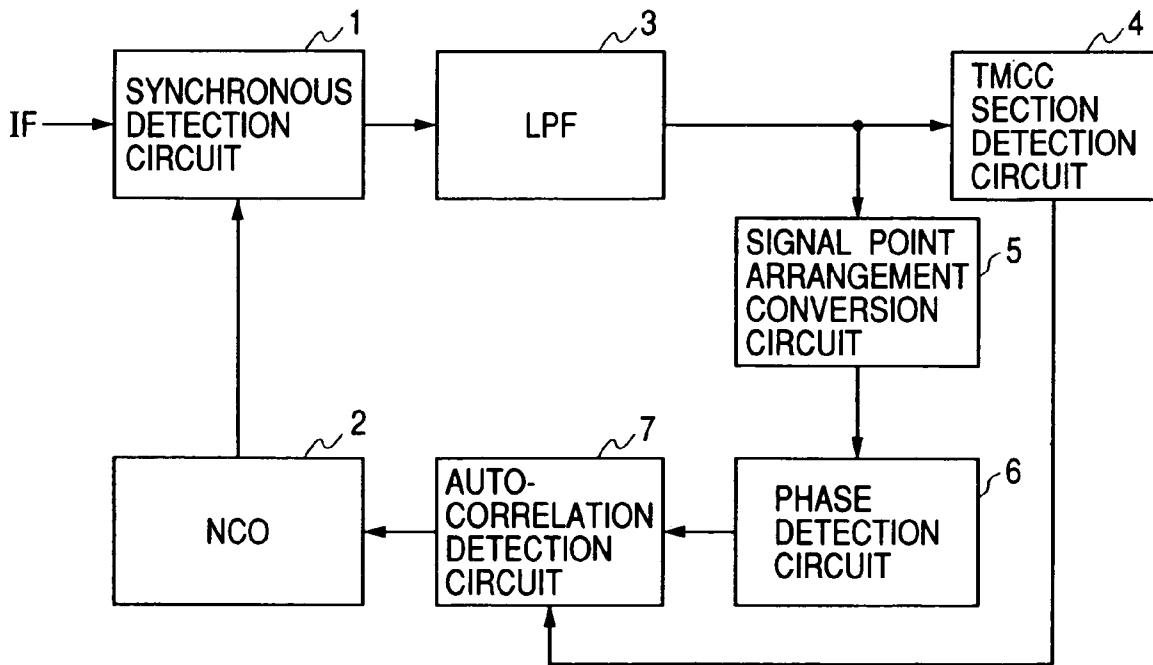 1
3
4
IF
SYNCHRONOUS
DETECTION
CIRCUIT
LPF
TMCC
SECTION
DETECTION
CIRCUIT
SIGNAL POINT
ARRANGEMENT
CONVERSION
CIRCUIT
5
2
7
6
NCO
AUTO-
CORRELATION
DETECTION
CIRCUIT
PHASE
DETECTION
CIRCUIT